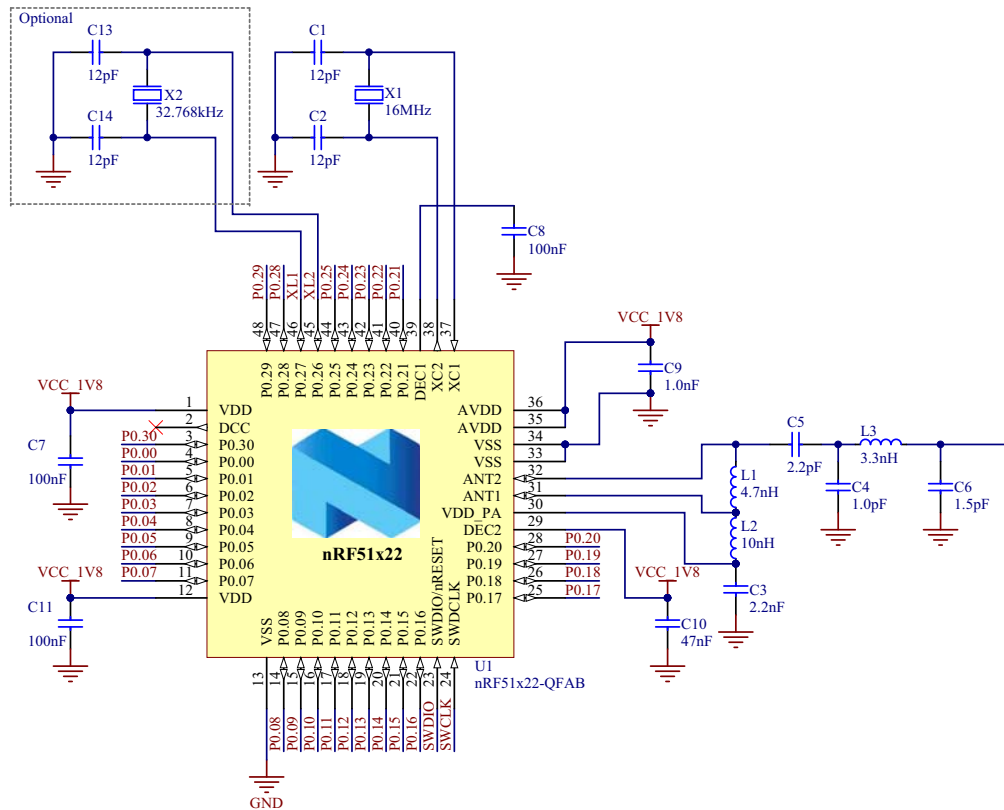 Optional
C13
12pF
X2
32.768kHz
C14
12pF
C1
12pF
X1
16MHz
C2
12pF
C8
100nF
P0.29
P0.28
XL1
XL2
P0.25
P0.24
P0.23
P0.22
P0.21
48
47
46
45
44
43
42
41
40
39
38
37
P0.29
P0.28
P0.27
P0.26
P0.25
P0.24
P0.23
P0.22
P0.21
DEC1
XC2
XC1
VCC_1V8
C9
1.0nF
VCC_1V8
C7
100nF
1 VDD
2 DCC
P0.30 3 P0.30
P0.00 4 P0.00
P0.01 5 P0.01
P0.02 6 P0.02
P0.03 7 P0.03
P0.04 8 P0.04
P0.05 9 P0.05
P0.06 10 P0.06
P0.07 11 P0.07
12 VDD
VCC_1V8
C11
100nF
nRF51x22
AVDD 36
AVDD 35
VSS 34
VSS 33
ANT2 32
ANT1 31
VDD_PA 30
DEC2 29
P0.20 28 P0.20
P0.19 27 P0.19
P0.18 26 P0.18
P0.17 25 P0.17
C5
2.2pF
L3
3.3nH
L1
4.7nH
C4
1.0pF
C6
1.5pF
L2
10nH
C3
2.2nF
VCC_1V8
C10
47nF
VSS
P0.08
P0.09
P0.10
P0.11
P0.12
P0.13
P0.14
P0.15
P0.16
SWDIO/nRESET
SWDCLK
U1
nRF51x22-QFAB
13
14
15
16
17
18
19
20
21
22
23
24
P0.08
P0.09
P0.10
P0.11
P0.12
P0.13
P0.14
P0.15
P0.16
SWDIO
SWCLK
GND